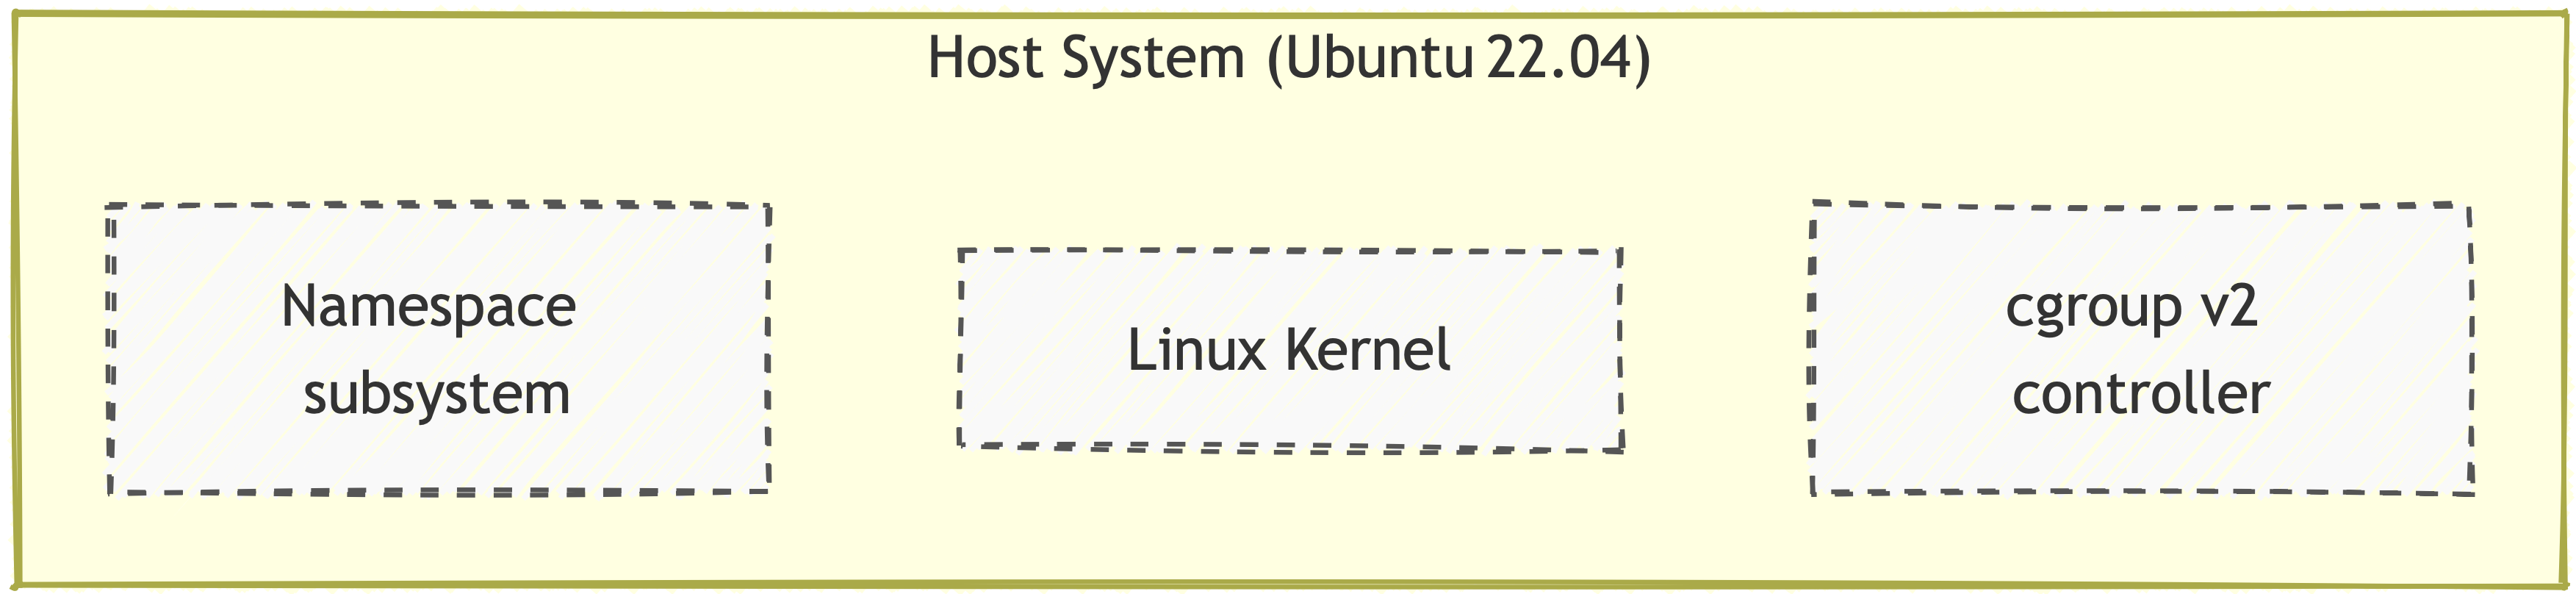 Host System (Ubuntu 22.04)
Namespace
subsystem
Linux Kernel
cgroup v2
controller